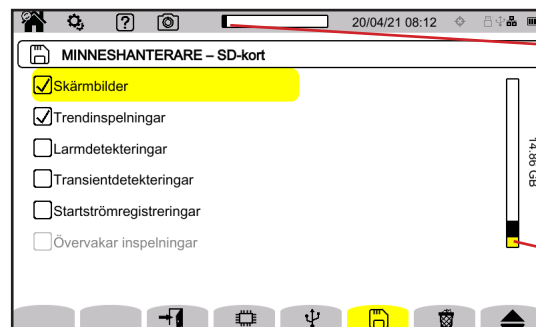 20/04/21 08:12
MINNESHANTERARE – SD-kort
Skärmbilder
Trendinspelningar
Larmdetekteringar
Transientdetekteringar
Startströmregistreringar
Övervakar inspelningar
14.86 GB